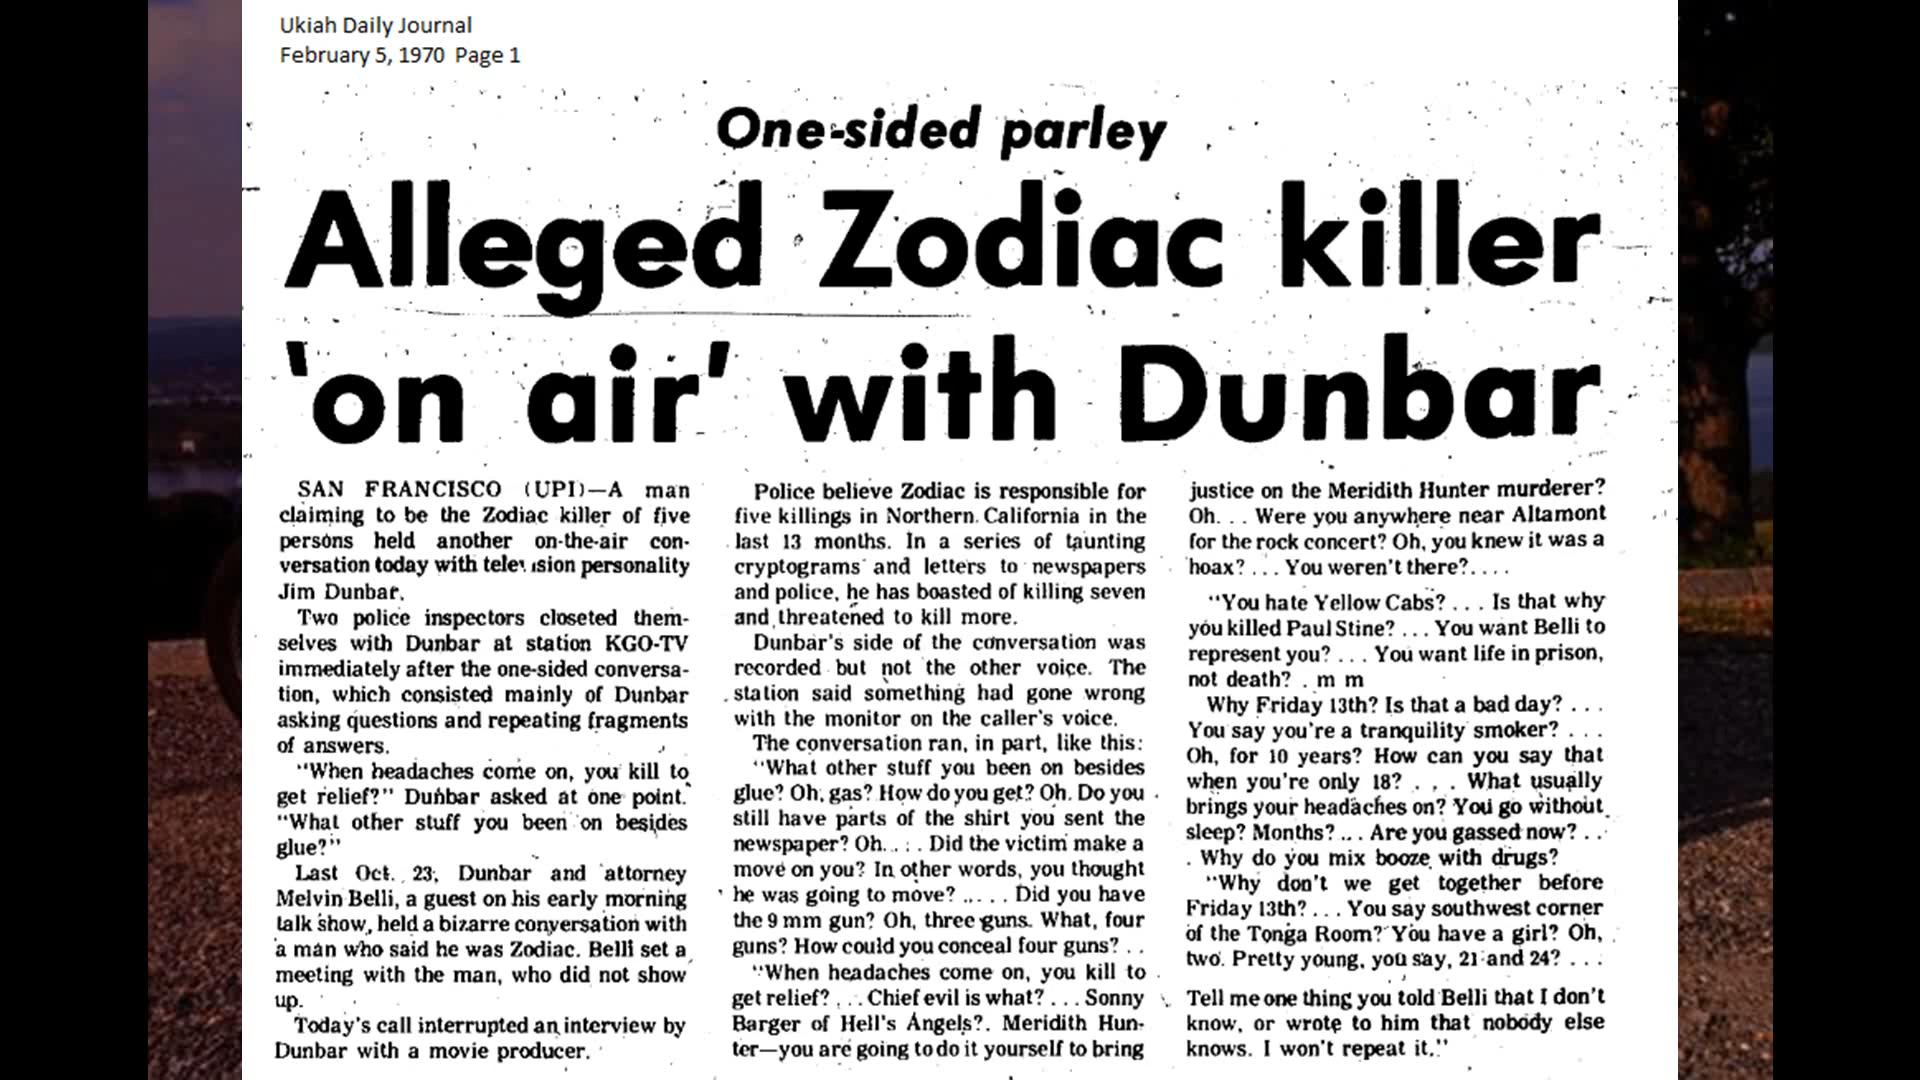 Ukiah Daily Journal
February 5, 1970 Page 1
One-sided parley
Alleged Zodiac killer
'on air' with Dunbar
SAN FRANCISCO (UPI)—A man
claiming to be the Zodiac killer of five
persons held another on-the-air con-
versation today with television personality
Jim Dunbar.
Two police inspectors closeted them-
selves with Dunbar at station KGO-TV
immediately after the one-sided conversa-
tion, which consisted mainly of Dunbar
asking questions and repeating fragments
of answers.
"When headaches come on, you kill to
get relief?" Dunbar asked at one point.
"What other stuff you been on besides
glue?"
Last Oct. 23, Dunbar and attorney
Melvin Belli, a guest on his early morning
talk show, held a bizarre conversation with
a man who said he was Zodiac. Belli set a
meeting with the man, who did not show
up.
Today's call interrupted an interview by
Dunbar with a movie producer.
Police believe Zodiac is responsible for
five killings in Northern California in the
last 13 months. In a series of taunting
cryptograms and letters to newspapers
and police, he has boasted of killing seven
and threatened to kill more.
Dunbar's side of the conversation was
recorded but not the other voice. The
station said something had gone wrong
with the monitor on the caller's voice.
The conversation ran, in part, like this:
"What other stuff you been on besides
glue? Oh, gas? How do you get? Oh. Do you
still have parts of the shirt you sent the
newspaper? Oh. . . . Did the victim make a
move on you? In other words, you thought
he was going to move? . . . . Did you have
the 9 mm gun? Oh, three guns. What, four
guns? How could you conceal four guns? . .
"When headaches come on, you kill to
get relief? . . . Chief evil is what? . . . Sonny
Barger of Hell's Angels?. Meridith Hun-
ter—you are going to do it yourself to bring
justice on the Meridith Hunter murderer?
Oh. . . Were you anywhere near Altamont
for the rock concert? Oh, you knew it was a
hoax? . . . You weren't there?. . . .
"You hate Yellow Cabs? . . . Is that why
you killed Paul Stine? . . . You want Belli to
represent you? . . . You want life in prison,
not death? . m m
Why Friday 13th? Is that a bad day? . . .
You say you're a tranquility smoker? . . .
Oh, for 10 years? How can you say that
when you're only 18? . . . What usually
brings your headaches on? You go without
sleep? Months? . . . Are you gassed now? . .
. Why do you mix booze with drugs?
"Why don't we get together before
Friday 13th? . . . You say southwest corner
of the Tonga Room? You have a girl? Oh,
two. Pretty young, you say, 21 and 24? . . .
Tell me one thing you told Belli that I don't
know, or wrote to him that nobody else
knows. I won't repeat it."